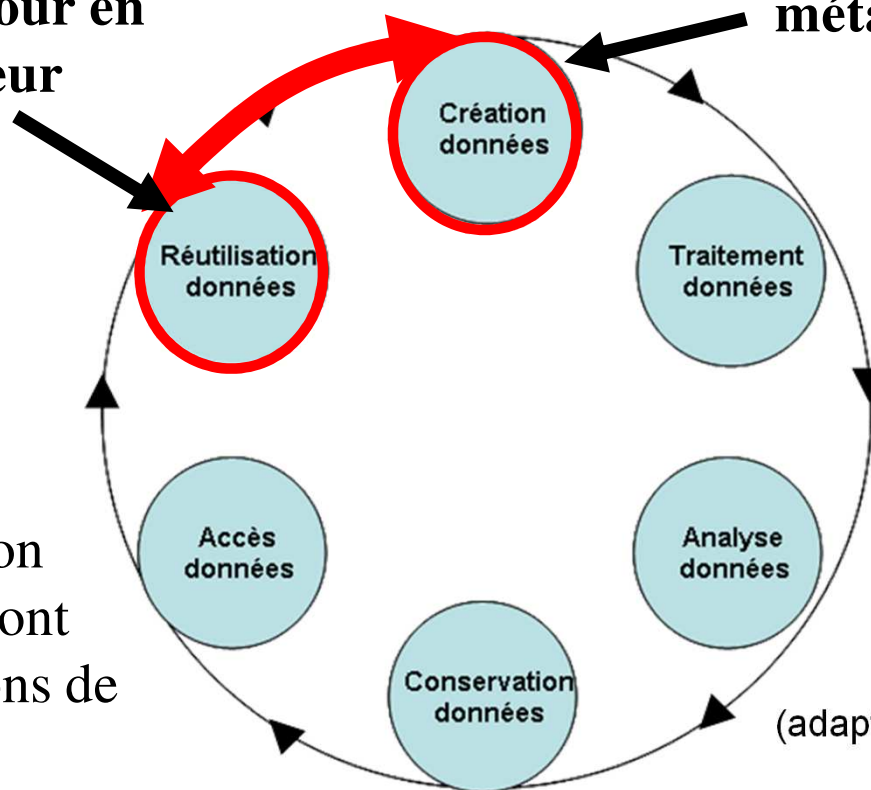 our en
eur
méta
Création
données
Réutilisation
données
Traitement
données
Accès
données
Analyse
données
Conservation
données
on
ont
ns de
(adap